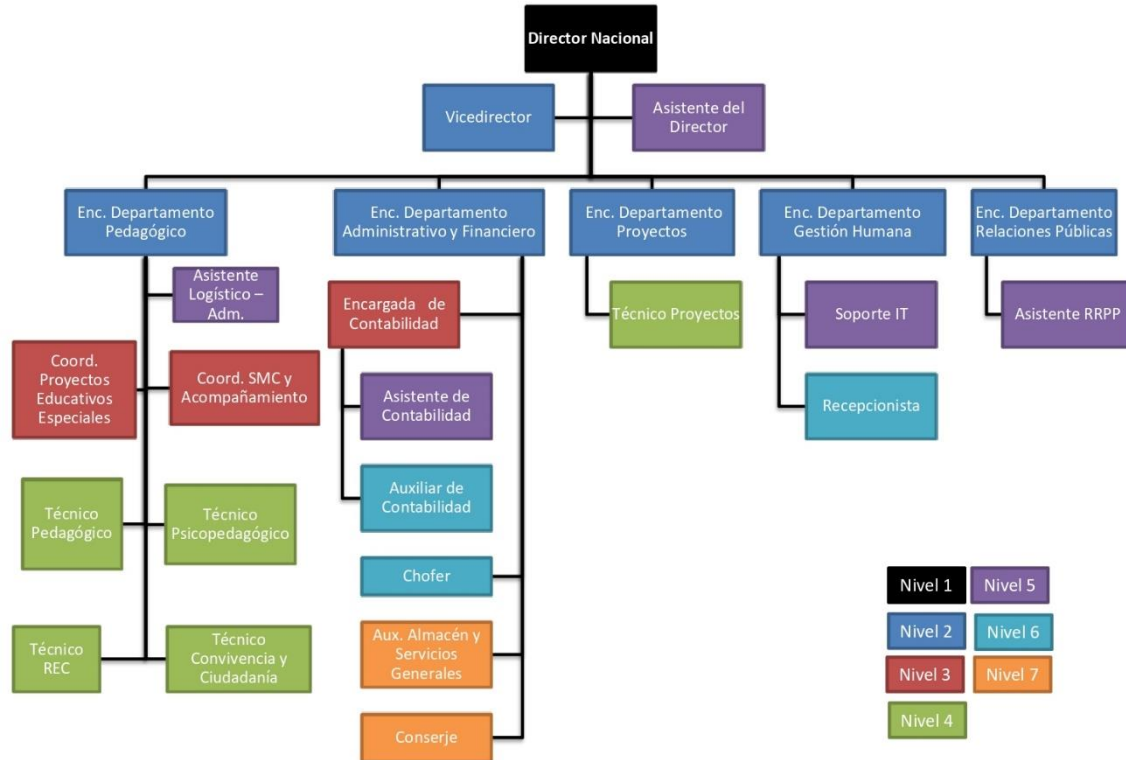 Director Nacional
Vicedirector
Asistente del
Director
Enc. Departamento
Pedagógico
Enc. Departamento
Administrativo y Financiero
Enc. Departamento
Proyectos
Enc. Departamento
Gestión Humana
Enc. Departamento
Relaciones Públicas
Asistente
Logístico –
Adm.
Coord.
Proyectos
Educativos
Especiales
Coord. SMC y
Acompañamiento
Técnico
Pedagógico
Técnico
Psicopedagógico
Técnico
REC
Técnico
Convivencia y
Ciudadanía
Encargada de
Contabilidad
Asistente de
Contabilidad
Auxiliar de
Contabilidad
Chofer
Aux. Almacén y
Servicios
Generales
Conserje
Técnico Proyectos
Soporte IT
Recepcionista
Asistente RRPP
Nivel 1
Nivel 5
Nivel 2
Nivel 6
Nivel 3
Nivel 7
Nivel 4